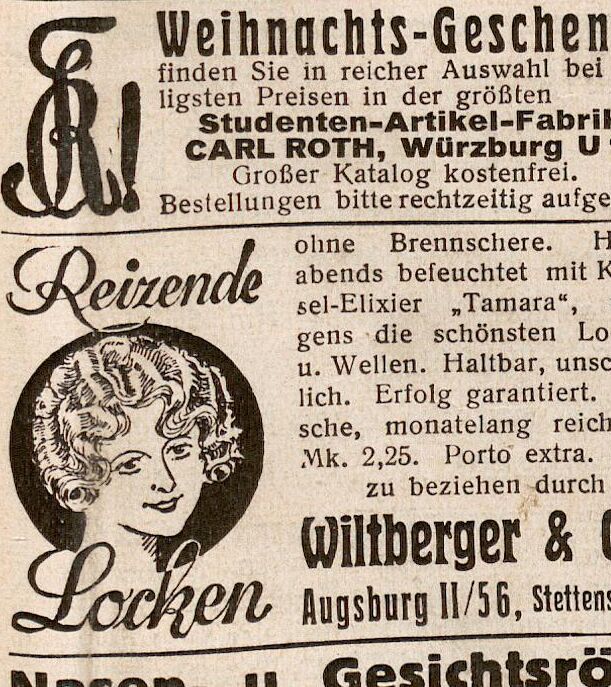 Weihnachts-Geschen
finden Sie in reicher Auswahl bei
ligsten Preisen in der größten
Studenten-Artikel-Fabrik
CARL ROTH, Würzburg U
Großer Katalog kostenfrei.
Bestellungen bitte rechtzeitig aufge
Reizende
Locken
ohne Brennschere. H
abends befeuchtet mit K
sel-Elixier „Tamara“,
gens die schönsten Lo
u. Wellen. Haltbar, unsc
lich. Erfolg garantiert.
sche, monatelang reich
Mk. 2,25. Porto extra.
zu beziehen durch
Wiltberger &
Augsburg II/56, Stettens
Nasen- u. Gesichtsrö